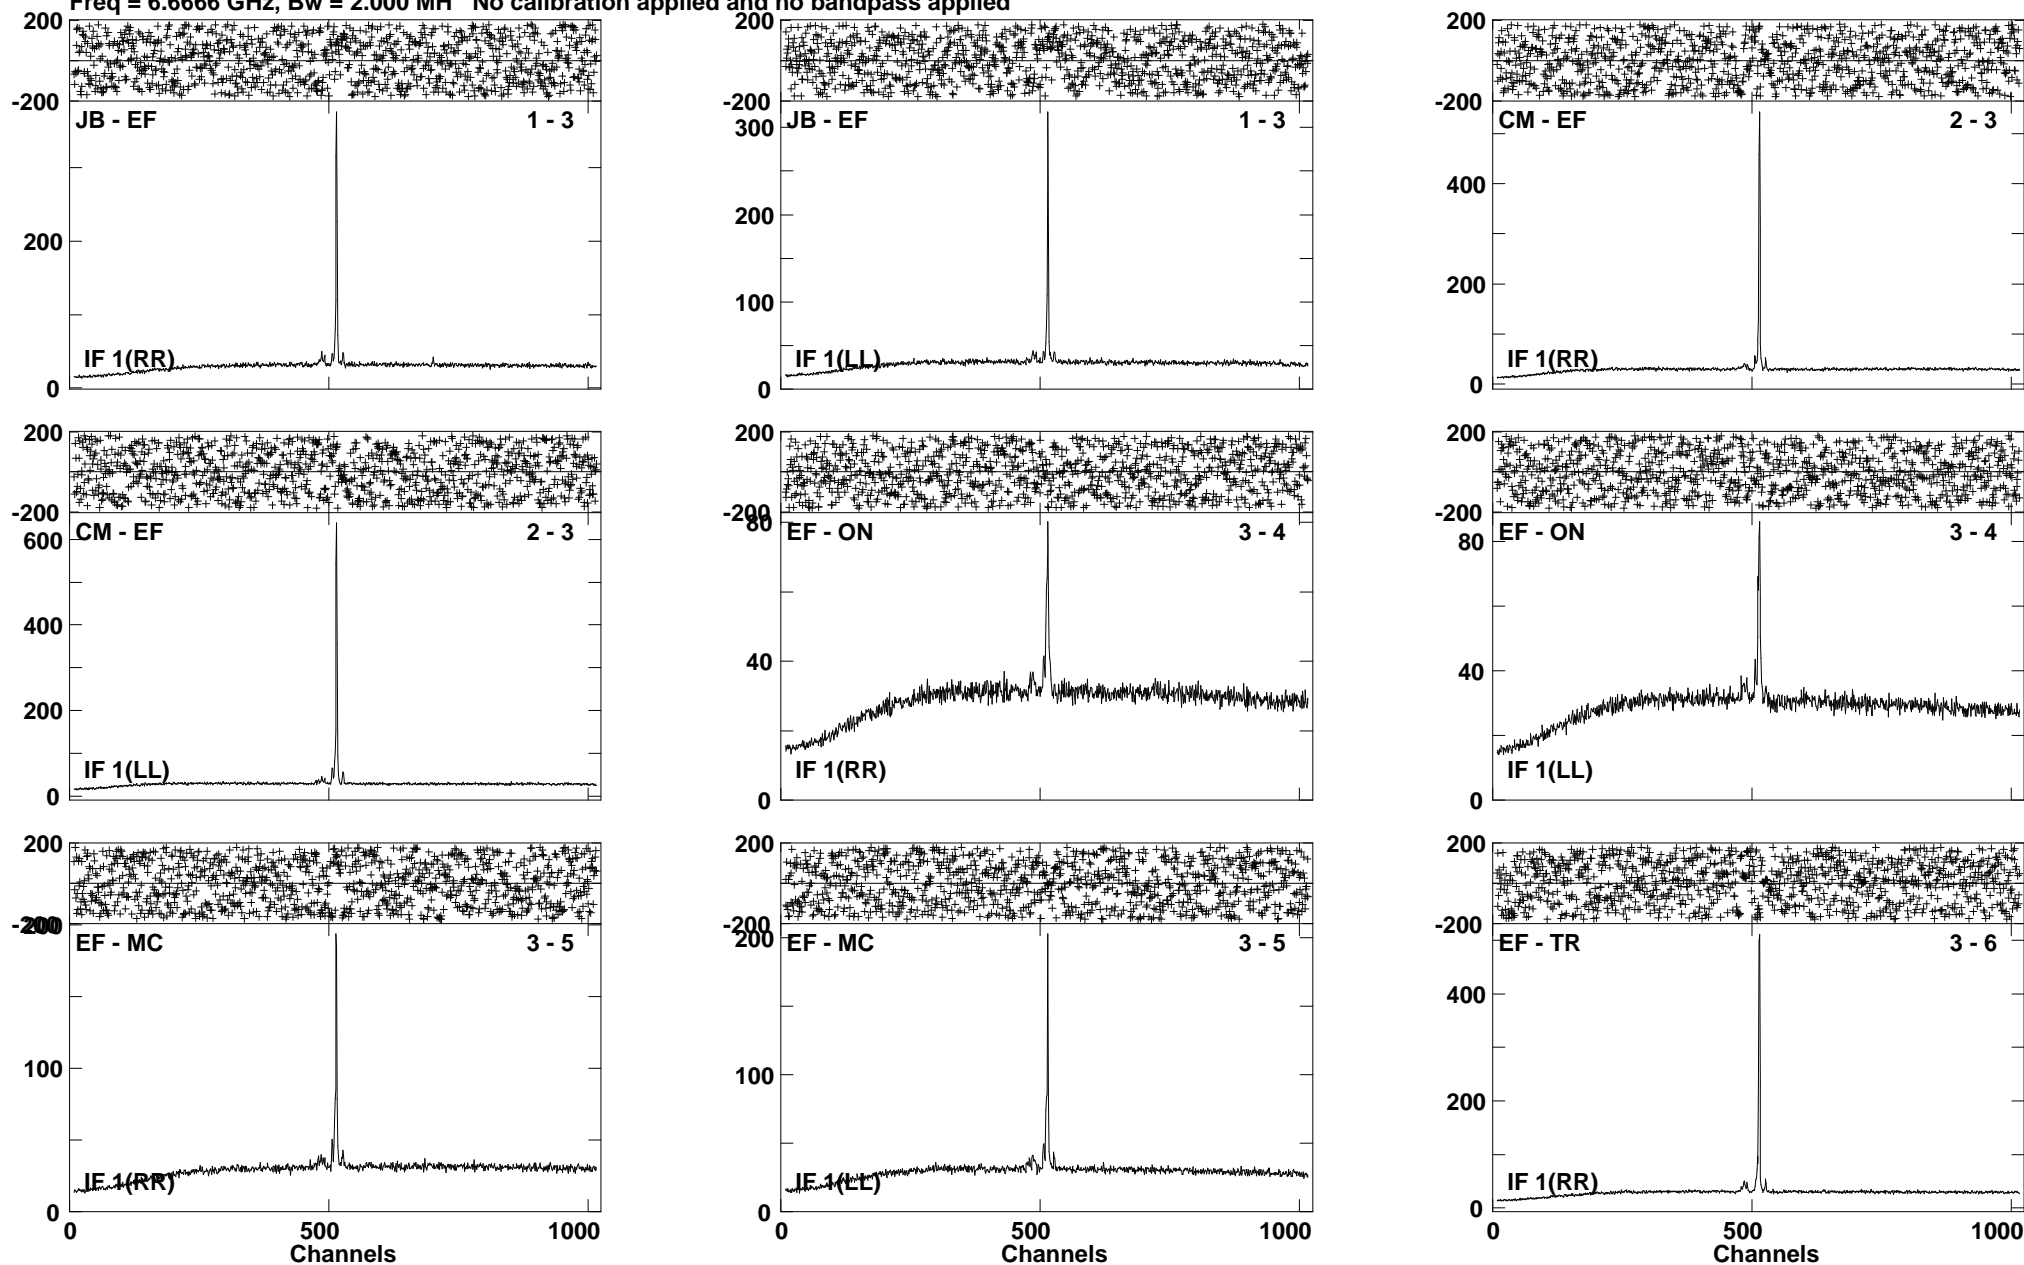 Freq = 6.6666 GHz, Bw = 2.000 MH No calibration applied and no bandpass applied
200 200 200
-200 -200 -200
JB - EF 1 - 3 JB - EF 1 - 3 CM - EF 2 - 3
300
400
200 200
200
100
IF 1(RR) IF 1(LL) IF 1(RR)
0 0 0
200 200 200
-200 -200 -200
80
CM - EF 2 - 3 EF - ON 3 - 4 EF - ON 3 - 4
600 80
400
40 40
200
IF 1(LL) IF 1(RR) IF 1(LL)
0 0 0
200 200 200
-200 -200 -200
200 200
EF - MC 3 - 5 EF - MC 3 - 5 EF - TR 3 - 6
400
100 100
200
IF 1(RR) IF 1(LL) IF 1(RR)
0 0 0
0 500 1000 0 500 1000 0 500 1000
Channels Channels Channels